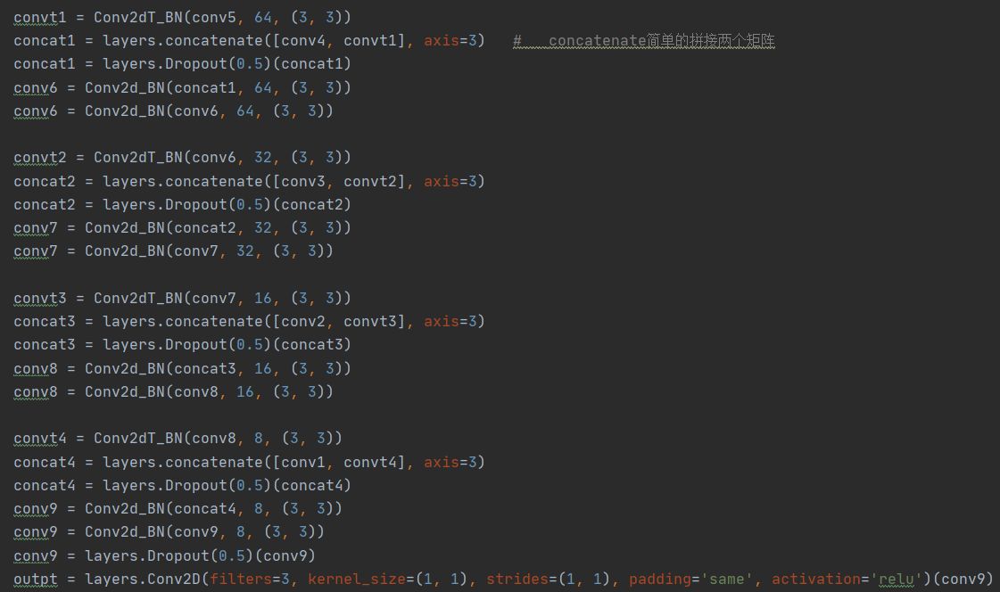 convt1 = Conv2dT_BN(conv5, 64, (3, 3))
concat1 = layers.concatenate([conv4, convt1], axis=3)   #   concatenate简单的拼接两个矩阵
concat1 = layers.Dropout(0.5)(concat1)
conv6 = Conv2d_BN(concat1, 64, (3, 3))
conv6 = Conv2d_BN(conv6, 64, (3, 3))

convt2 = Conv2dT_BN(conv6, 32, (3, 3))
concat2 = layers.concatenate([conv3, convt2], axis=3)
concat2 = layers.Dropout(0.5)(concat2)
conv7 = Conv2d_BN(concat2, 32, (3, 3))
conv7 = Conv2d_BN(conv7, 32, (3, 3))

convt3 = Conv2dT_BN(conv7, 16, (3, 3))
concat3 = layers.concatenate([conv2, convt3], axis=3)
concat3 = layers.Dropout(0.5)(concat3)
conv8 = Conv2d_BN(concat3, 16, (3, 3))
conv8 = Conv2d_BN(conv8, 16, (3, 3))

convt4 = Conv2dT_BN(conv8, 8, (3, 3))
concat4 = layers.concatenate([conv1, convt4], axis=3)
concat4 = layers.Dropout(0.5)(concat4)
conv9 = Conv2d_BN(concat4, 8, (3, 3))
conv9 = Conv2d_BN(conv9, 8, (3, 3))
conv9 = layers.Dropout(0.5)(conv9)
outpt = layers.Conv2D(filters=3, kernel_size=(1, 1), strides=(1, 1), padding='same', activation='relu')(conv9)